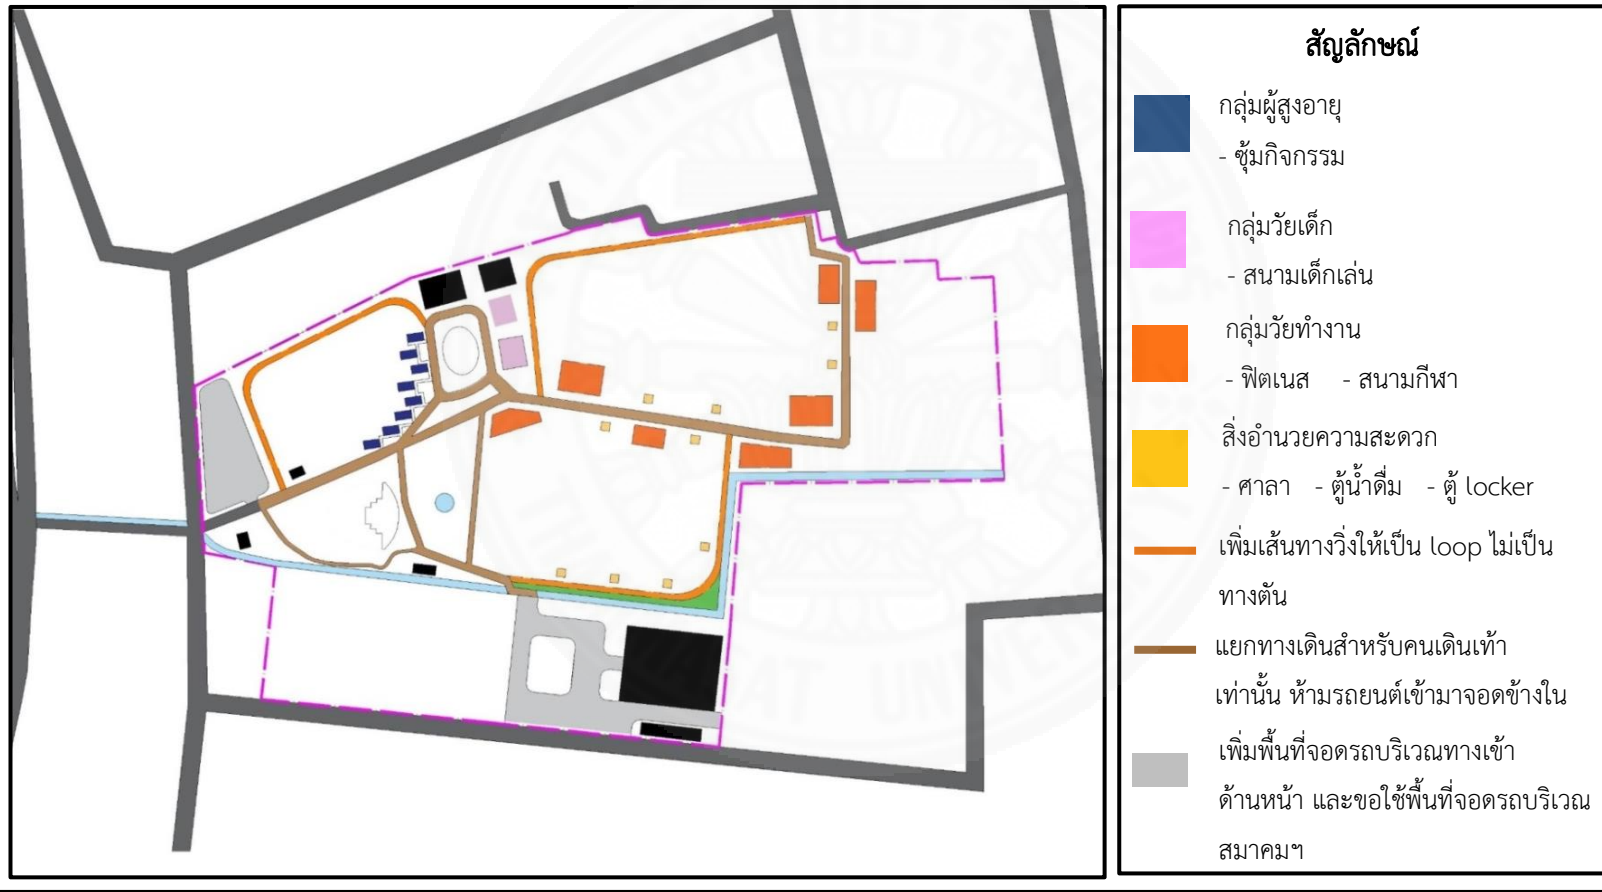 สัญลักษณ์
กลุ่มผู้สูงอายุ
- ซุ้มกิจกรรม
กลุ่มวัยเด็ก
- สนามเด็กเล่น
กลุ่มวัยทำงาน
- ฟิตเนส - สนามกีฬา
สิ่งอำนวยความสะดวก
- ศาลา - ตู้น้ำดื่ม - ตู้ locker
เพิ่มเส้นทางวิ่งให้เป็น loop ไม่เป็น
ทางตัน
แยกทางเดินสำหรับคนเดินเท้า
เท่านั้น ห้ามรถยนต์เข้ามาจอดข้างใน
เพิ่มพื้นที่จอดรถบริเวณทางเข้า
ด้านหน้า และขอใช้พื้นที่จอดรถบริเวณ
สมาคมฯ